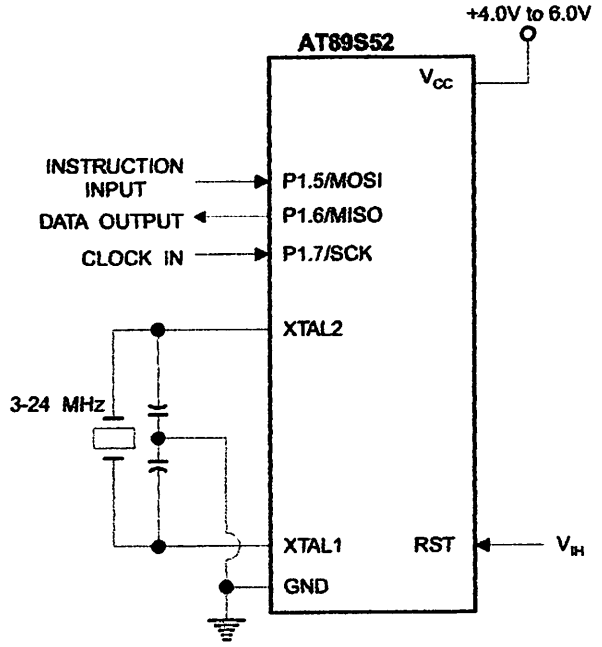 +4.0V to 6.0V
AT89S52
VCC
INSTRUCTION
INPUT
P1.5/MOSI
DATA OUTPUT
P1.6/MISO
CLOCK IN
P1.7/SCK
XTAL2
3-24 MHz
XTAL1
RST
VIH
GND